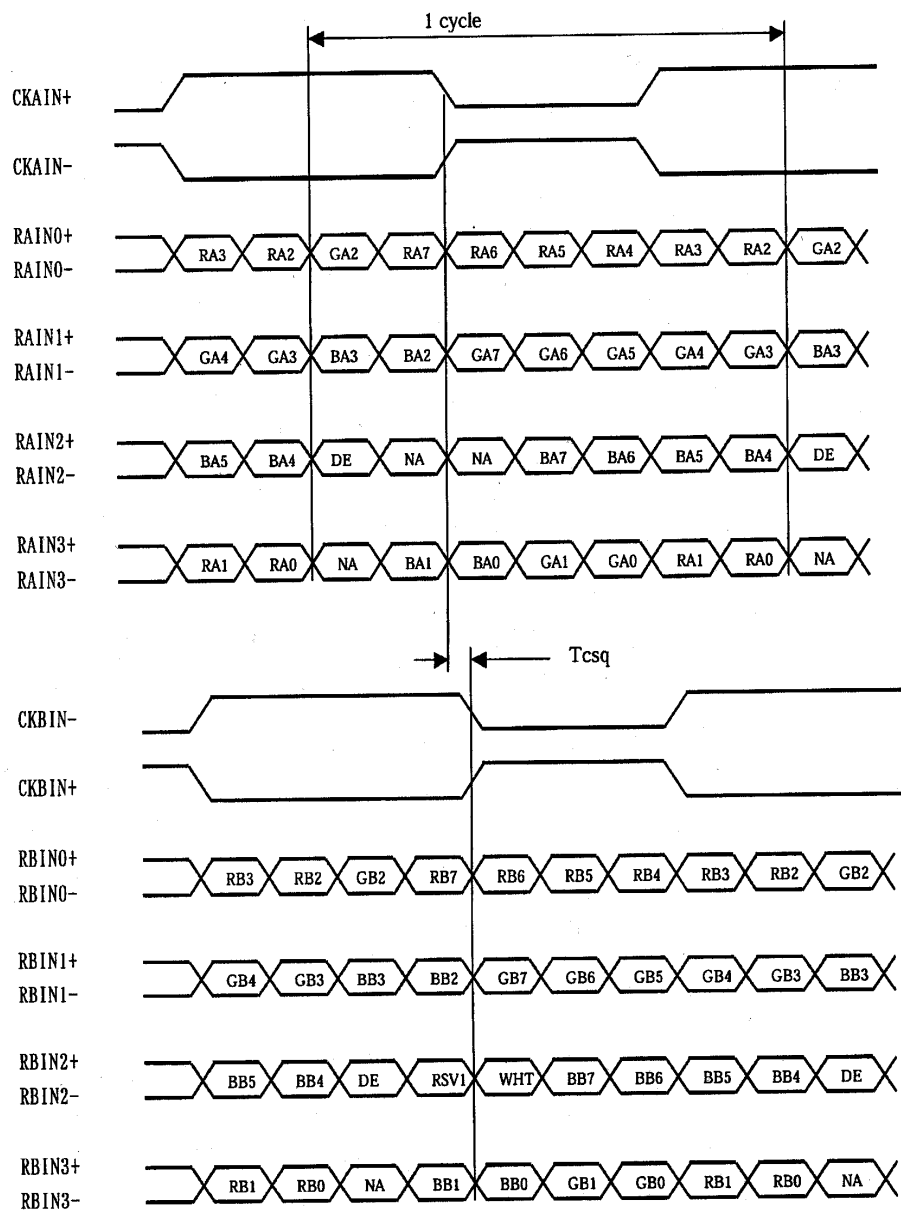 1 cycle
CKAIN+
CKAIN-
RAIN0+
RA3 RA2 GA2 RA7 RA6 RA5 RA4 RA3 RA2 GA2
RAIN0-
RAIN1+
GA4 GA3 BA3 BA2 GA7 GA6 GA5 GA4 GA3 BA3
RAIN1-
RAIN2+
BA5 BA4 DE NA NA BA7 BA6 BA5 BA4 DE
RAIN2-
RAIN3+
RA1 RA0 NA BA1 BA0 GA1 GA0 RA1 RA0 NA
RAIN3-
Tcsq
CKBIN-
CKBIN+
RBIN0+
RB3 RB2 GB2 RB7 RB6 RB5 RB4 RB3 RB2 GB2
RBIN0-
RBIN1+
GB4 GB3 BB3 BB2 GB7 GB6 GB5 GB4 GB3 BB3
RBIN1-
RBIN2+
BB5 BB4 DE RSV1 WHT BB7 BB6 BB5 BB4 DE
RBIN2-
RBIN3+
RB1 RB0 NA BB1 BB0 GB1 GB0 RB1 RB0 NA
RBIN3-